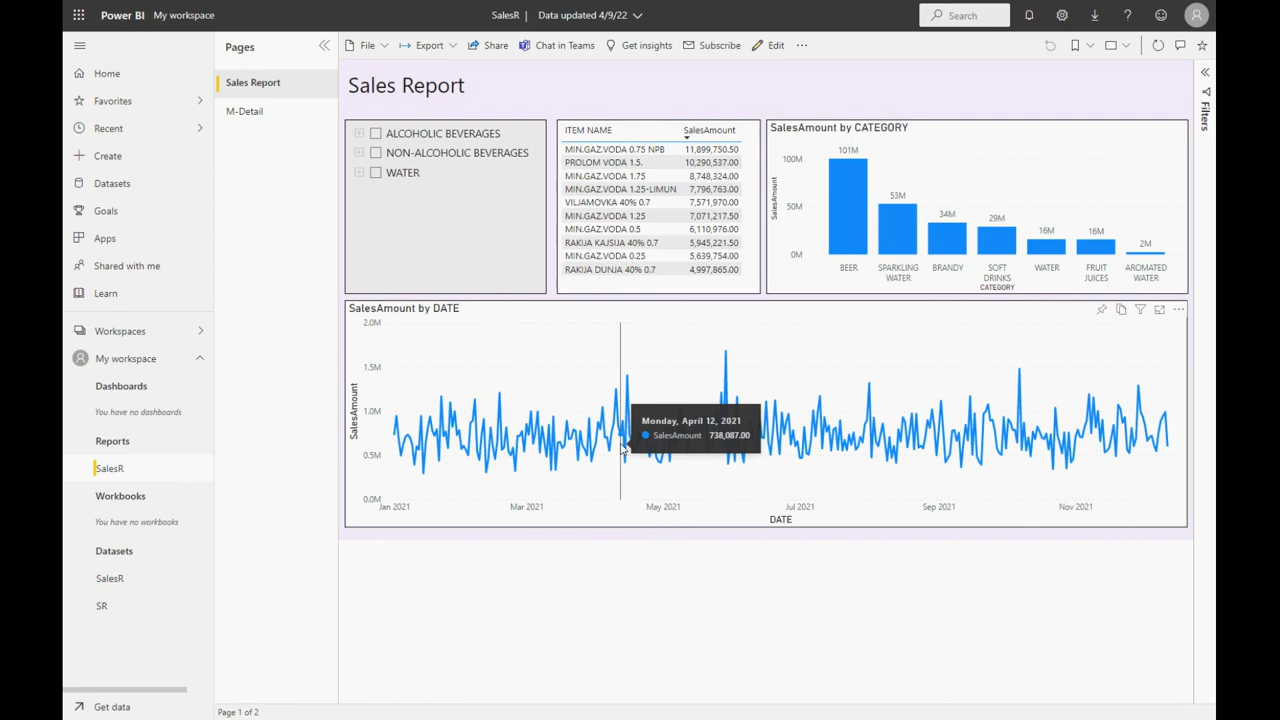 Power BI My workspace
SalesR | Data updated 4/9/22
Search
Home
Favorites
Recent
Create
Datasets
Goals
Apps
Shared with me
Learn
Workspaces
My workspace
Dashboards
You have no dashboards
Reports
SalesR
Workbooks
You have no workbooks
Datasets
SalesR
SR
Get data
Pages
Sales Report
M-Detail
File Export Share Chat in Teams Get insights Subscribe Edit ...
Sales Report
ALCOHOLIC BEVERAGES
NON-ALCOHOLIC BEVERAGES
WATER
ITEM NAME SalesAmount
MIN.GAZ.VODA 0.75 NPB 11,899,750.50
PROLOM VODA 1.5. 10,290,537.00
MIN.GAZ.VODA 1.75 8,748,324.00
MIN.GAZ.VODA 1.25-LIMUN 7,796,763.00
VILJAMOVKA 40% 0.7 7,571,970.00
MIN.GAZ.VODA 1.25 7,071,217.50
MIN.GAZ.VODA 0.5 6,110,976.00
RAKIJA KAJSIJA 40% 0.7 5,945,221.50
MIN.GAZ.VODA 0.25 5,639,754.00
RAKIJA DUNJA 40% 0.7 4,997,865.00
SalesAmount by CATEGORY
SalesAmount
100M
50M
0M
101M
53M
34M
29M
16M
16M
2M
BEER
SPARKLING
WATER
BRANDY
SOFT
DRINKS
WATER
FRUIT
JUICES
AROMATED
WATER
CATEGORY
SalesAmount by DATE
SalesAmount
2.0M
1.5M
1.0M
0.5M
0.0M
Monday, April 12, 2021
SalesAmount 738,087.00
Jan 2021 Mar 2021 May 2021 Jul 2021 Sep 2021 Nov 2021
DATE
Filters
Page 1 of 2